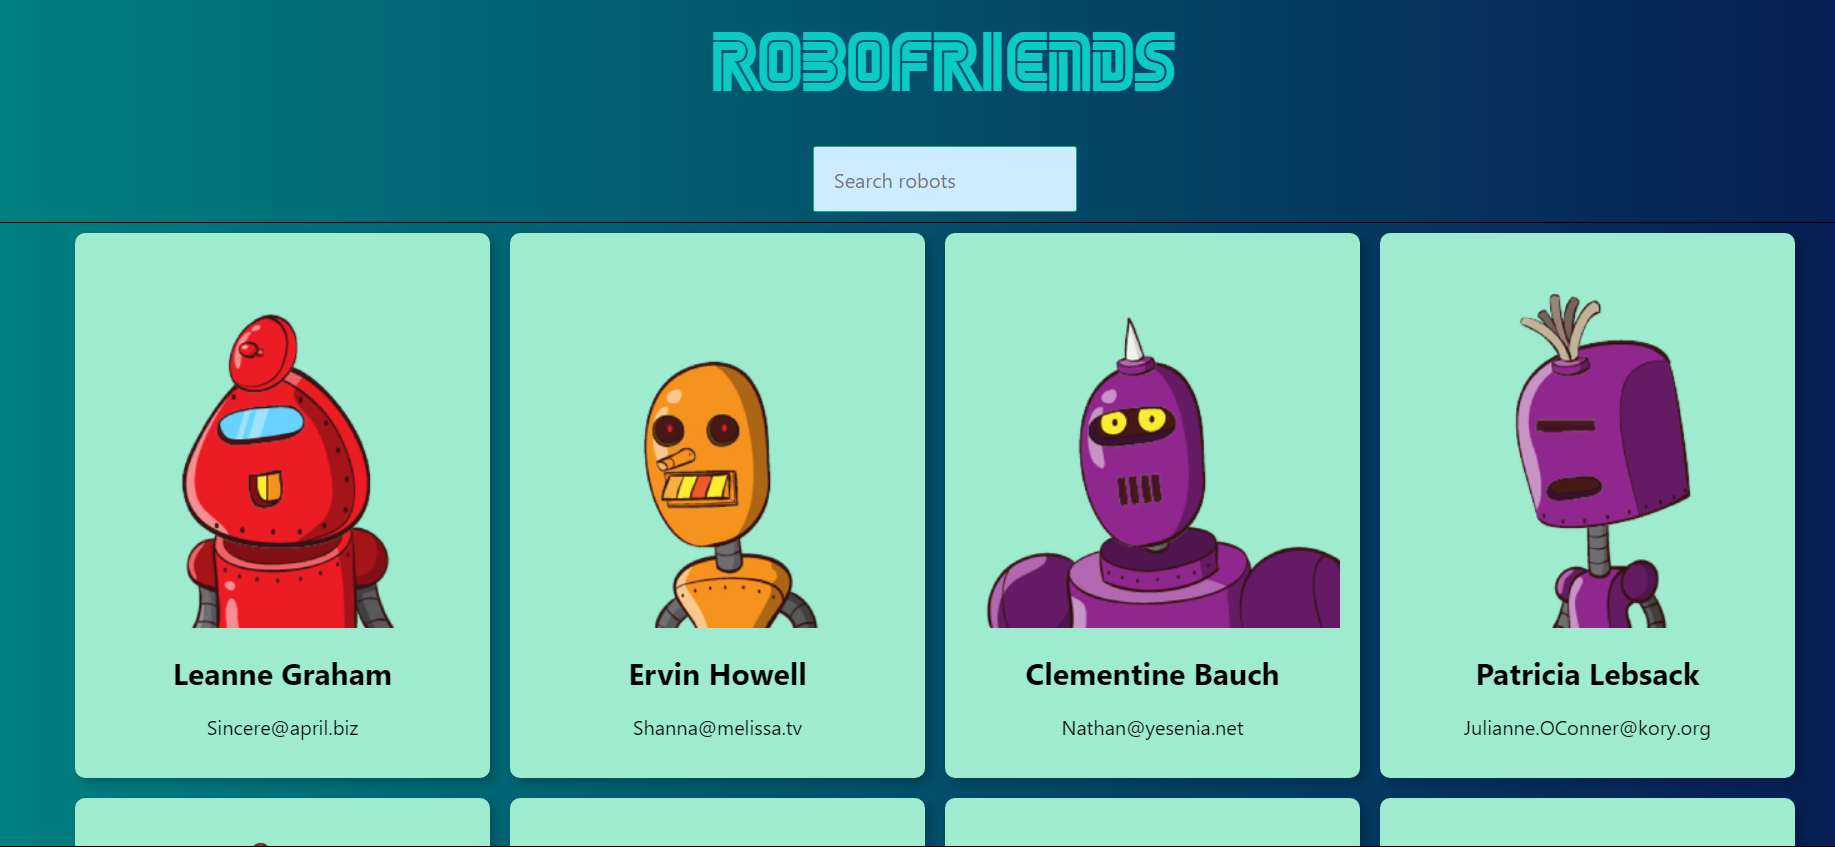 ROBOFRIENDS
Search robots
Leanne Graham
Sincere@april.biz
Ervin Howell
Shanna@melissa.tv
Clementine Bauch
Nathan@yesenia.net
Patricia Lebsack
Julianne.OConner@kory.org